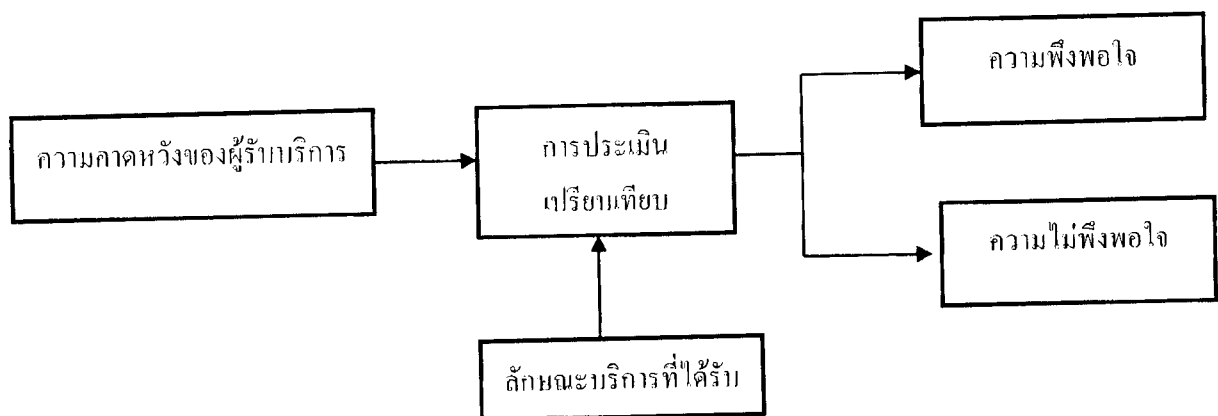 ความพึงพอใจ
ความคาดหวังของผู้รับบริการ
การประเมิน
เปรียบเทียบ
ความไม่พึงพอใจ
ลักษณะบริการที่ได้รับ